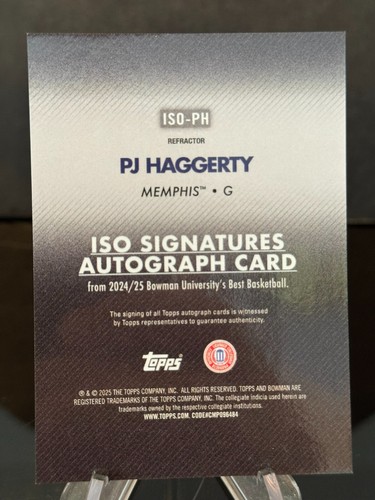 ISO-PH
REFRACTOR
PJ HAGGERTY
MEMPHIS™ • G
ISO SIGNATURES
AUTOGRAPH CARD
from 2024/25 Bowman University's Best Basketball.
The signing of all Topps autograph cards is witnessed
by Topps representatives to guarantee authenticity.
topps
® & © 2025 THE TOPPS COMPANY, INC. ALL RIGHTS RESERVED. TOPPS AND BOWMAN ARE
REGISTERED TRADEMARKS OF THE TOPPS COMPANY, INC. The collegiate indicia used herein are
trademarks owned by the respective collegiate institutions.
WWW.TOPPS.COM. CODE#CMP098484